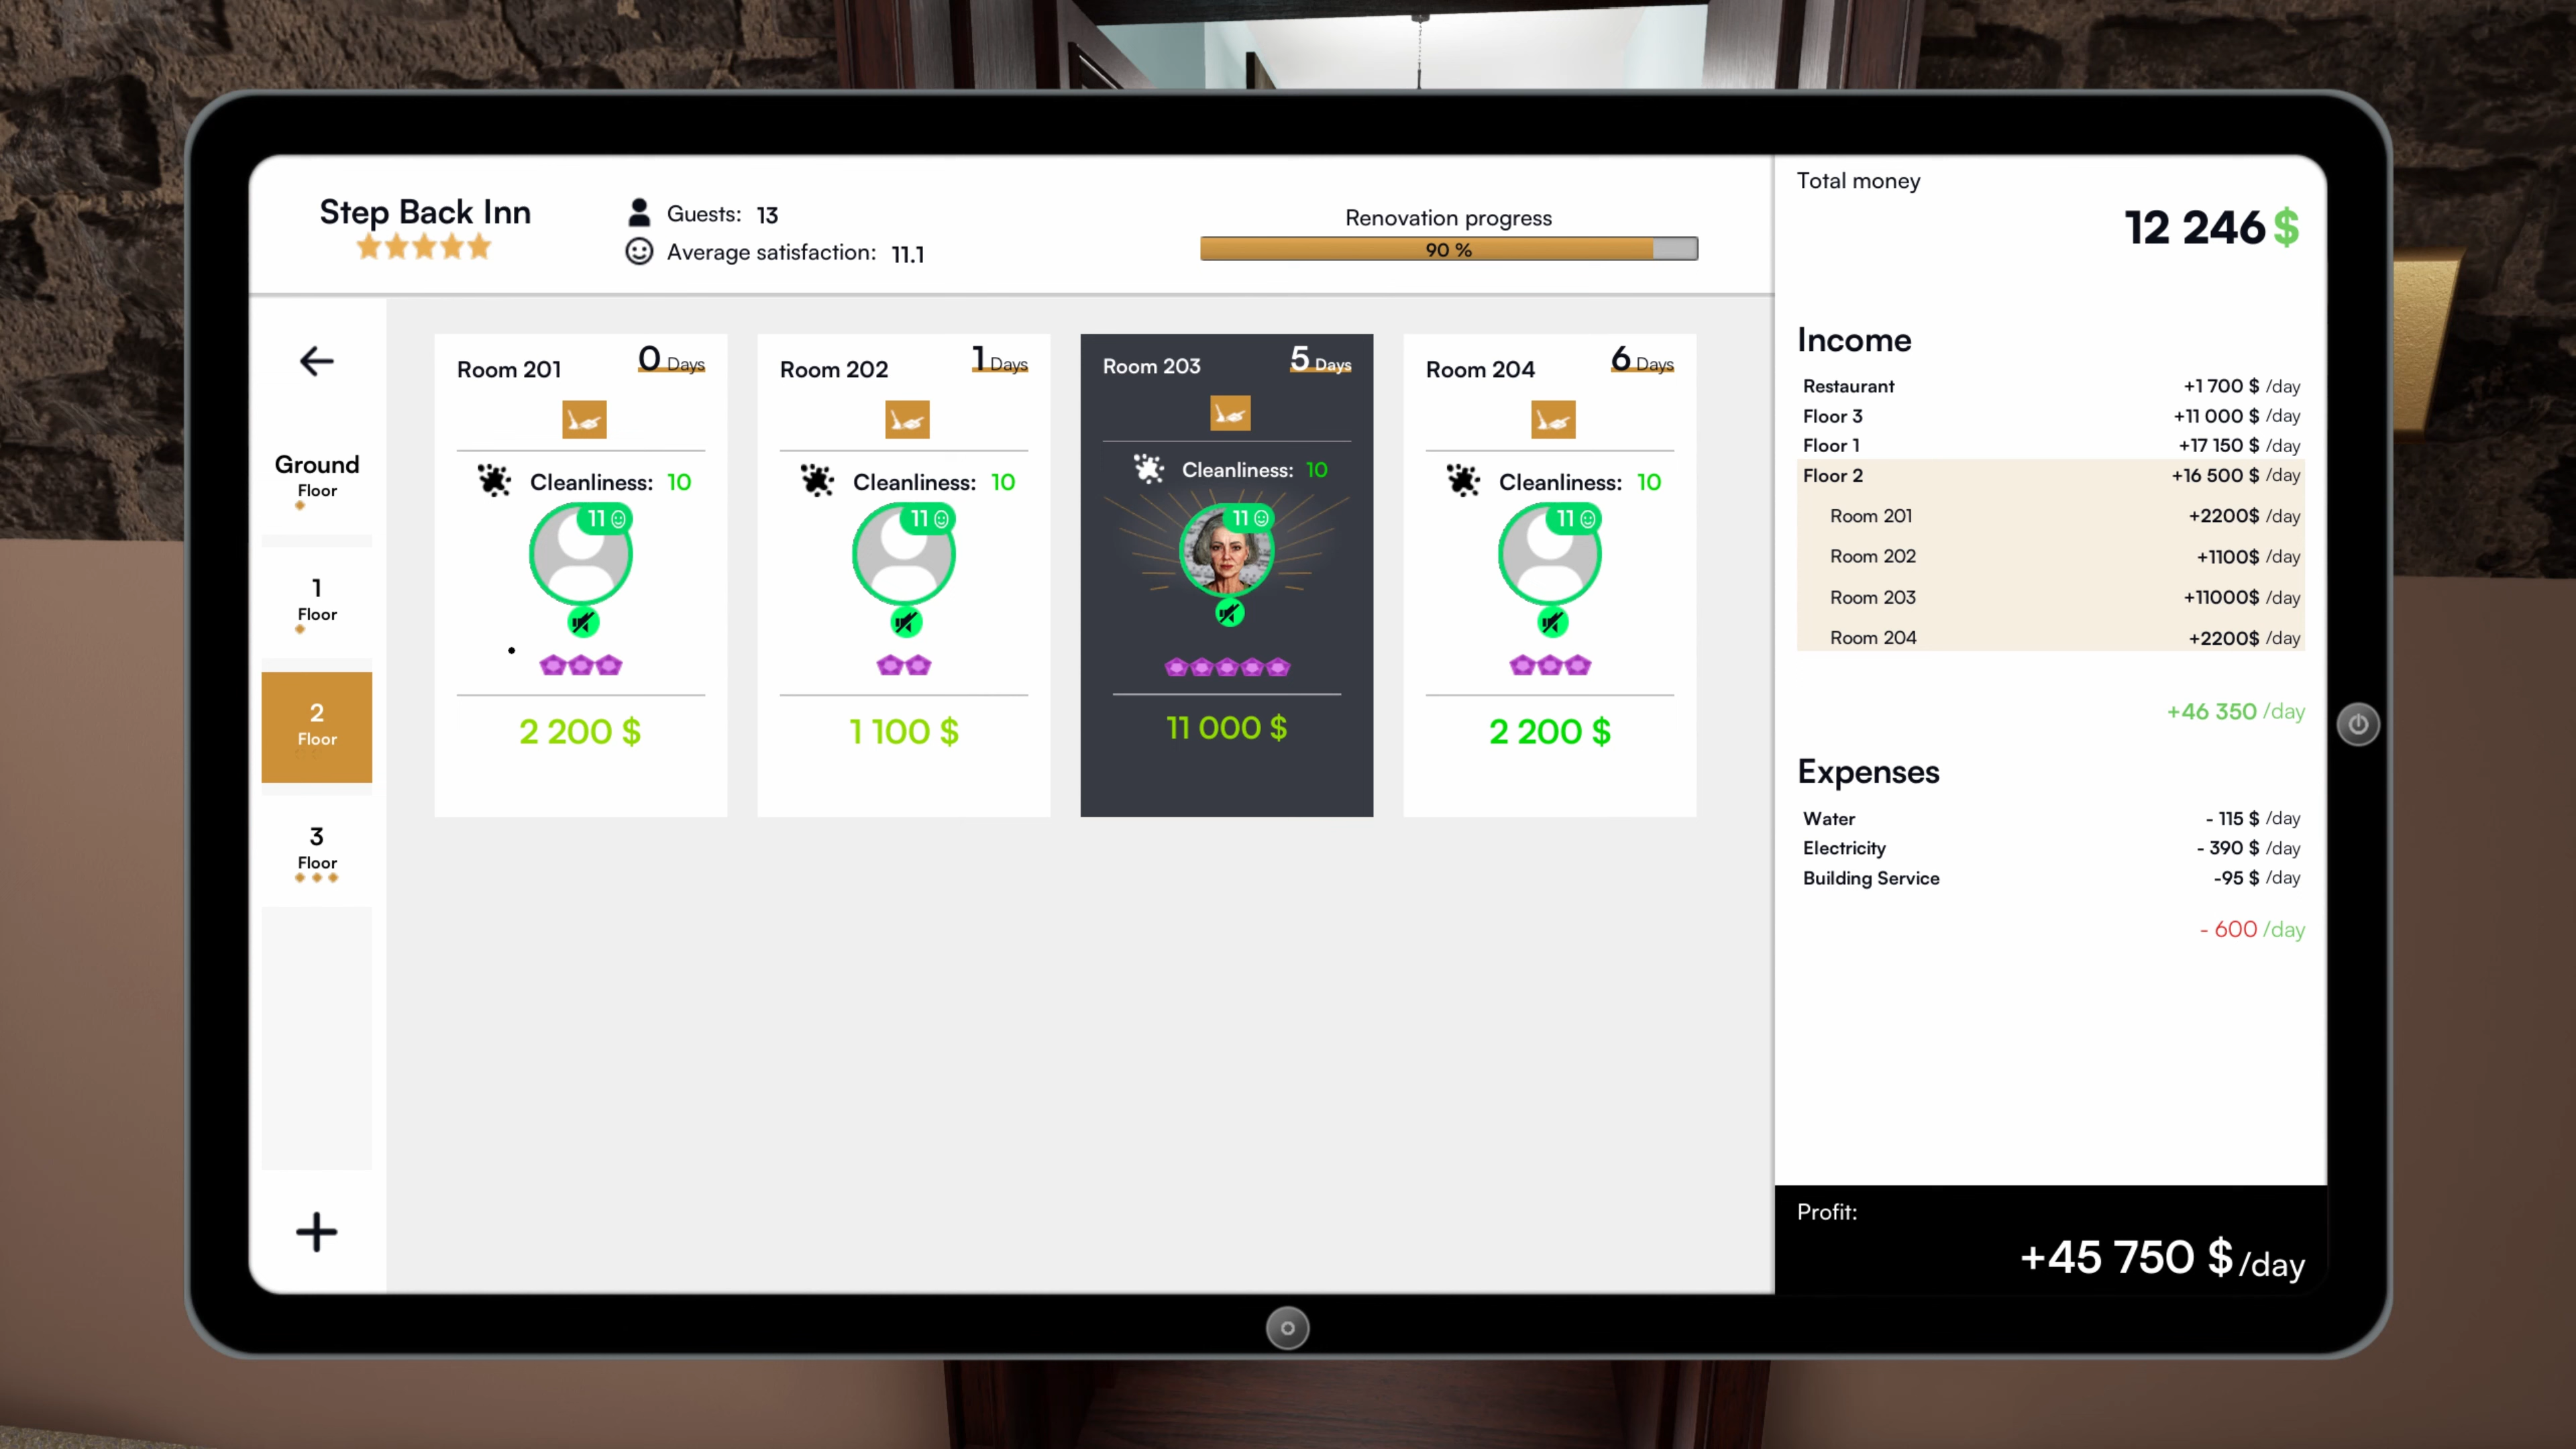 Step Back Inn
Guests: 13
Average satisfaction: 11.1
Renovation progress
90 %
Total money
12 246 $
Ground
Floor
1
Floor
2
Floor
3
Floor
Room 201
0 Days
Cleanliness: 10
11
2 200 $
Room 202
1 Days
Cleanliness: 10
11
1 100 $
Room 203
5 Days
Cleanliness: 10
11
11 000 $
Room 204
6 Days
Cleanliness: 10
11
2 200 $
Income
Restaurant +1 700 $ /day
Floor 3 +11 000 $ /day
Floor 1 +17 150 $ /day
Floor 2 +16 500 $ /day
Room 201 +2200$ /day
Room 202 +1100$ /day
Room 203 +11000$ /day
Room 204 +2200$ /day
+46 350 /day
Expenses
Water - 115 $ /day
Electricity - 390 $ /day
Building Service -95 $ /day
- 600 /day
Profit:
+45 750 $ /day